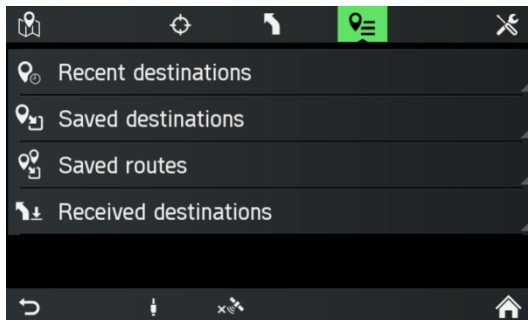 Recent destinations
Saved destinations
Saved routes
Received destinations